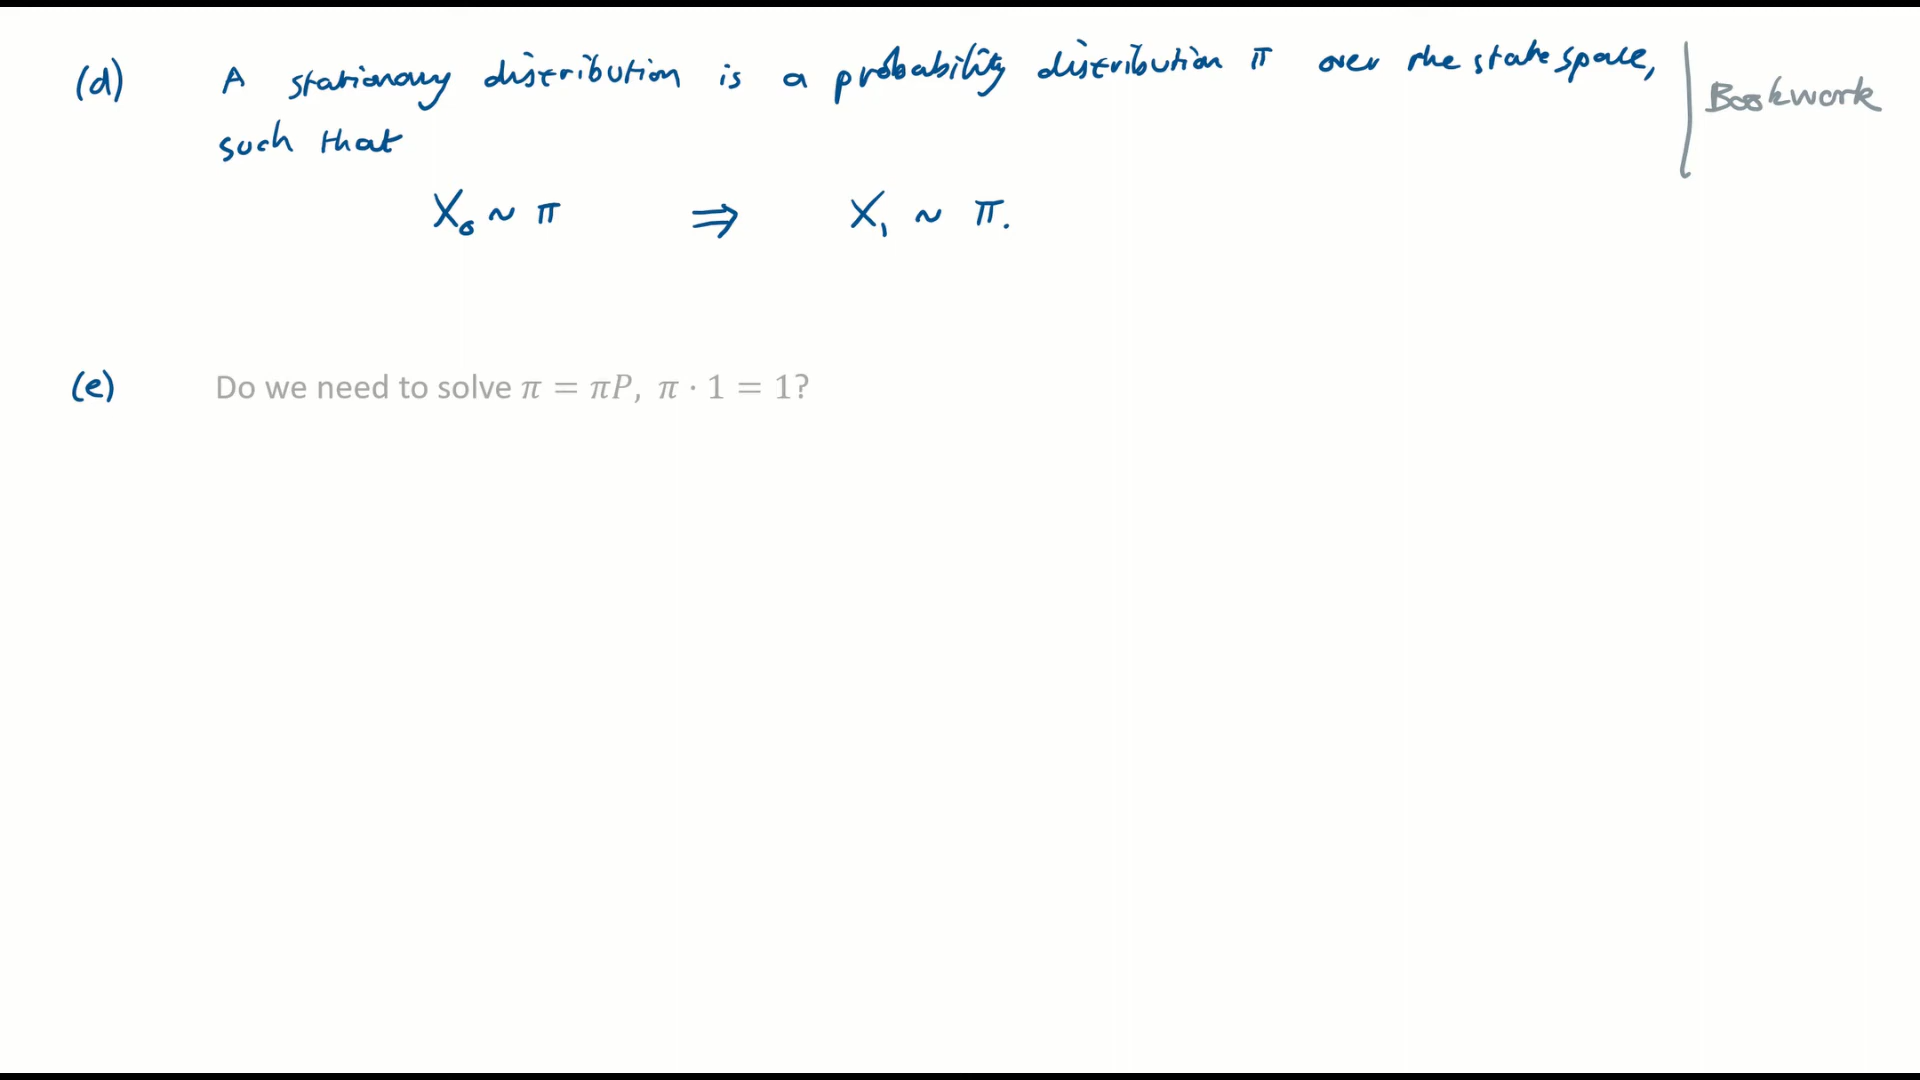 (d) A stationary distribution is a probability distribution π over the state space,
such that
Bookwork
X₀ ~ π ⇒ X₁ ~ π.
(e) Do we need to solve π = πP, π · 1 = 1?